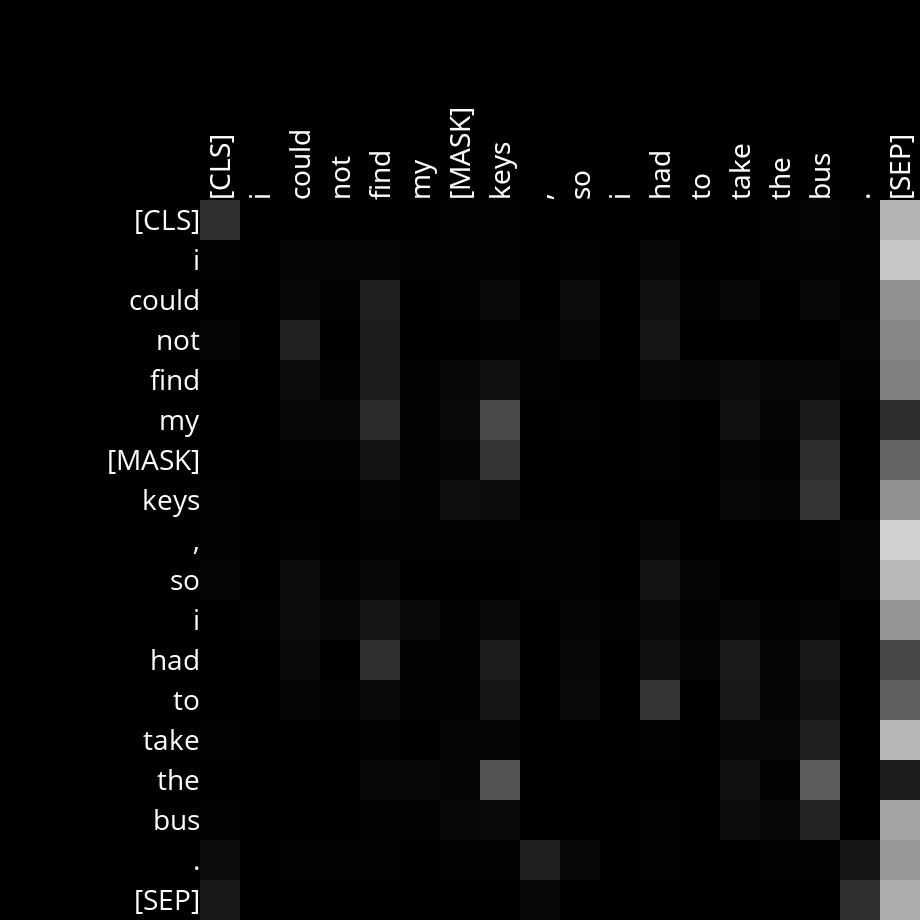 [CLS] i could not find my [MASK] keys , so i had to take the bus . [SEP]
[CLS]
i
could
not
find
my
[MASK]
keys
,
so
i
had
to
take
the
bus
.
[SEP]